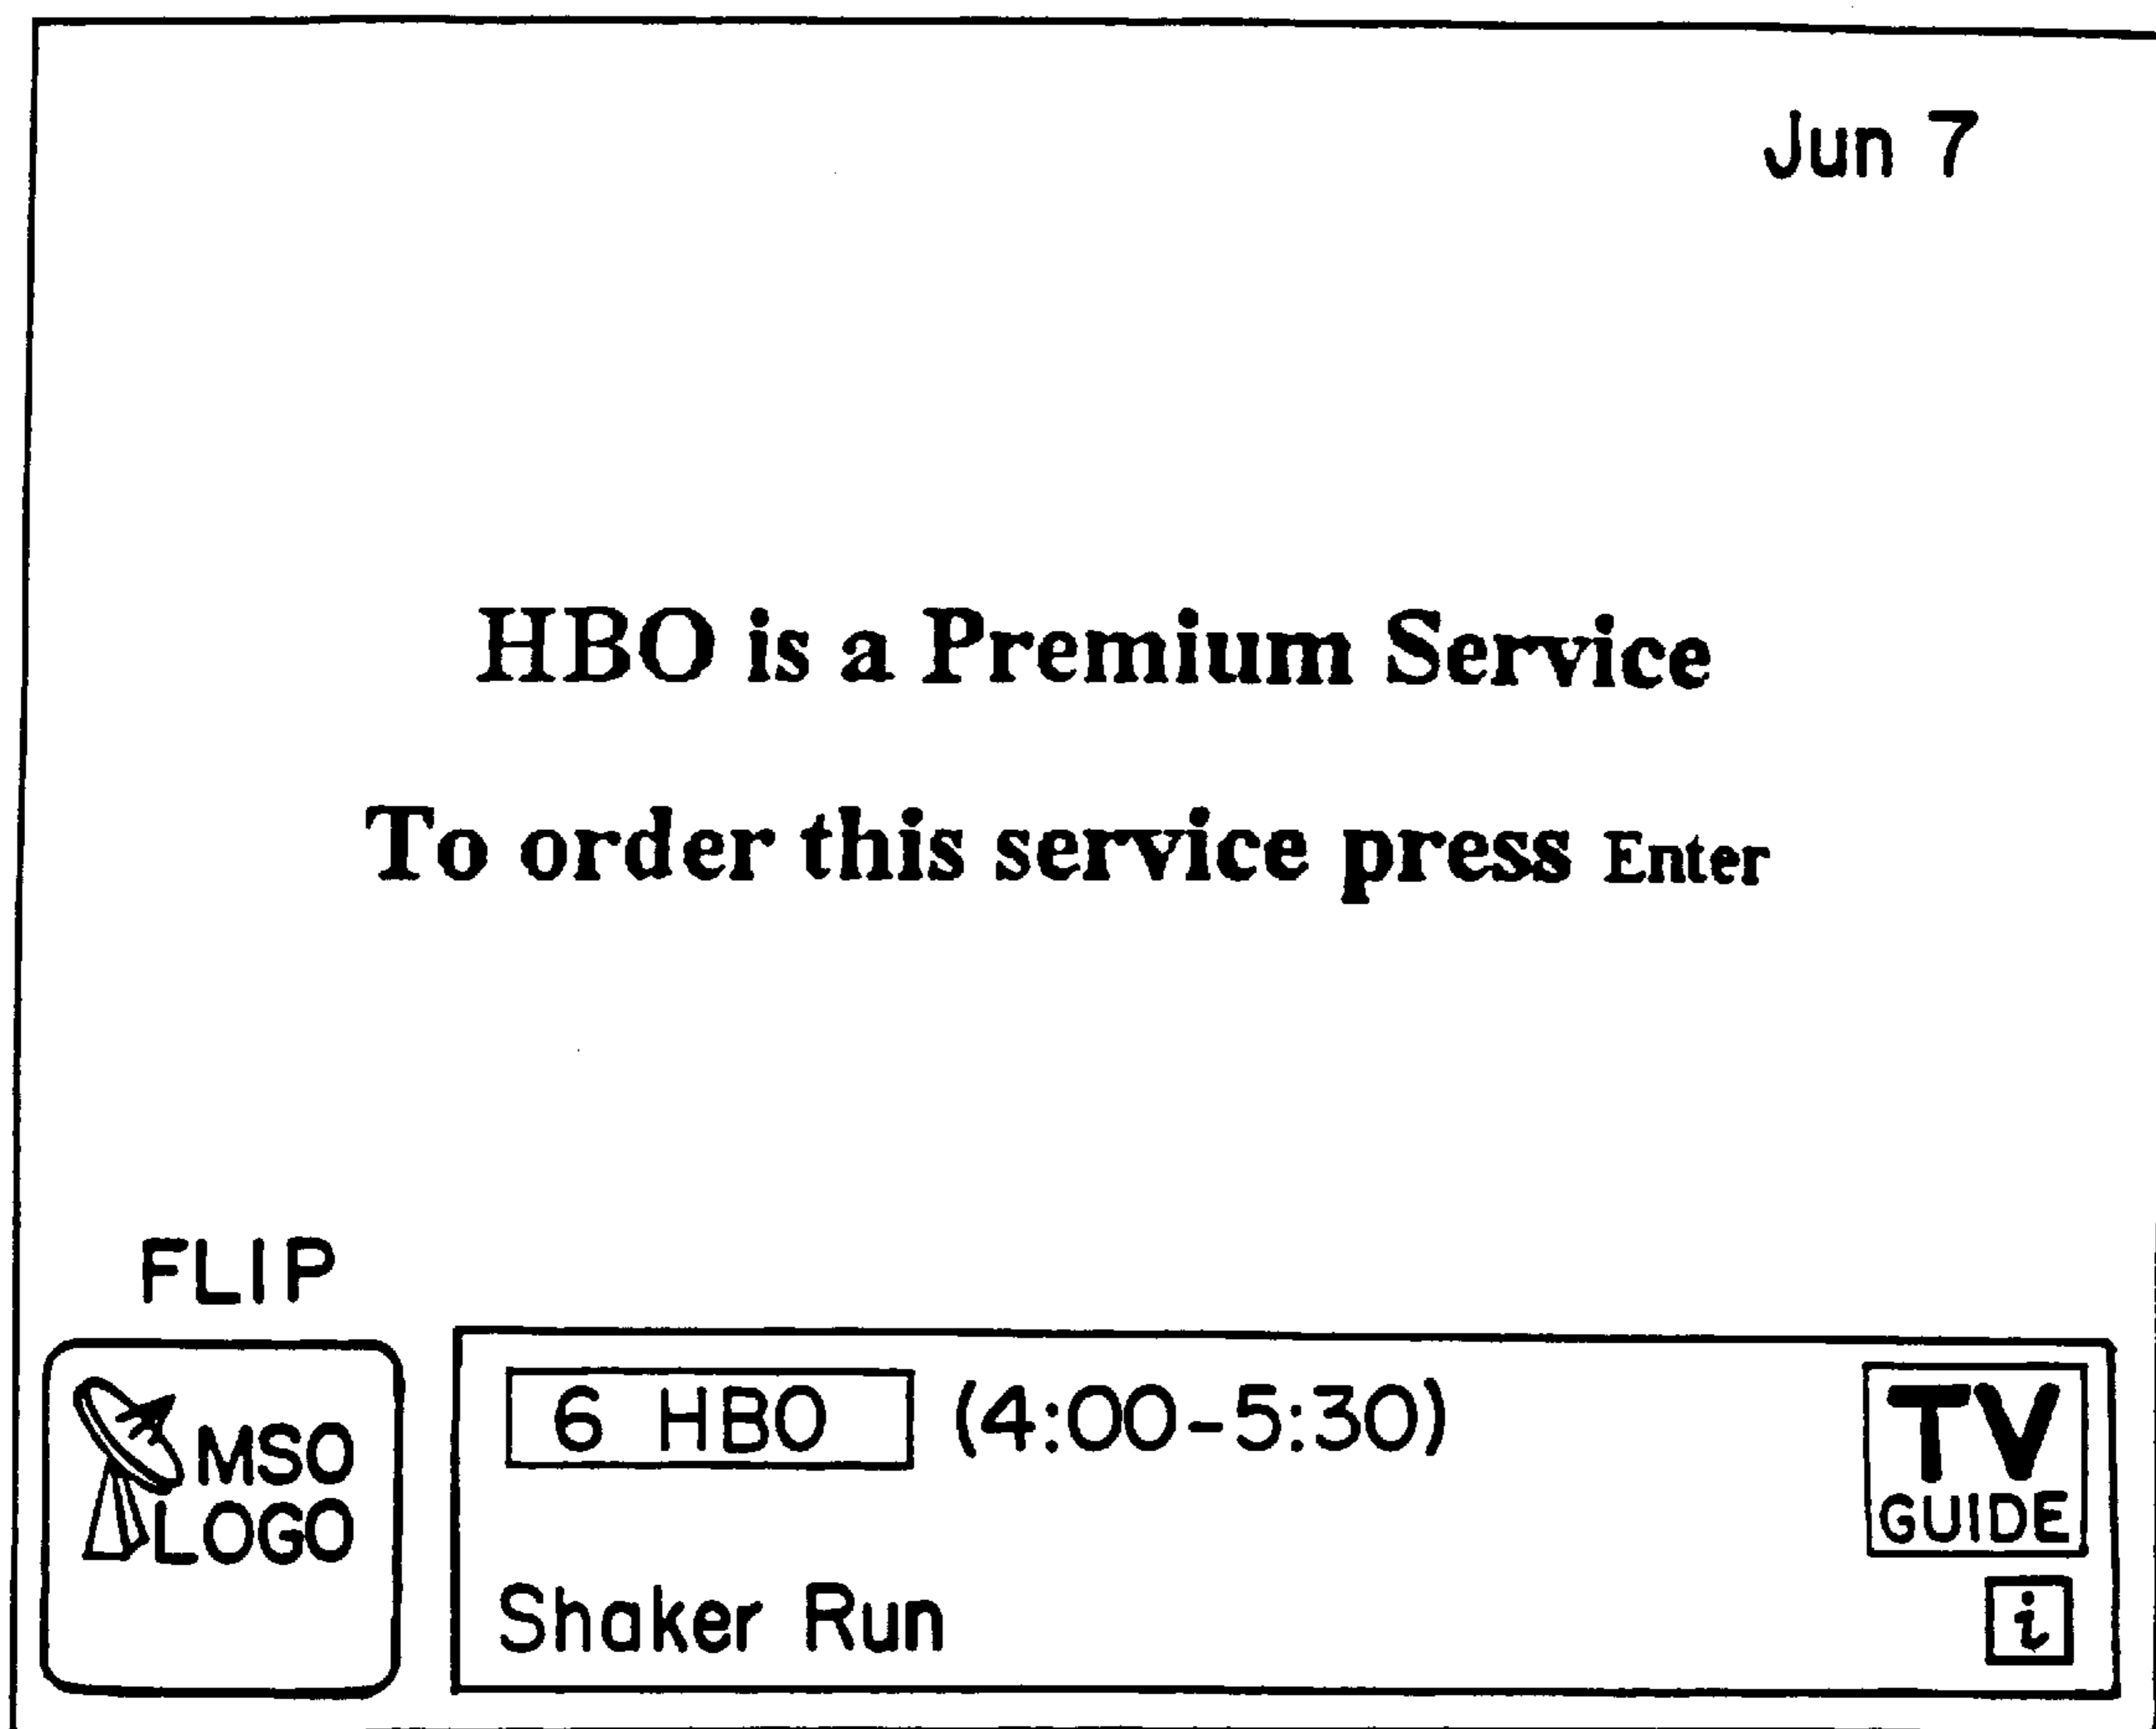 Jun 7
HBO is a Premium Service
To order this service press Enter
FLIP
MSO
LOGO
6 HBO (4:00-5:30)
TV
GUIDE
Shaker Run
i